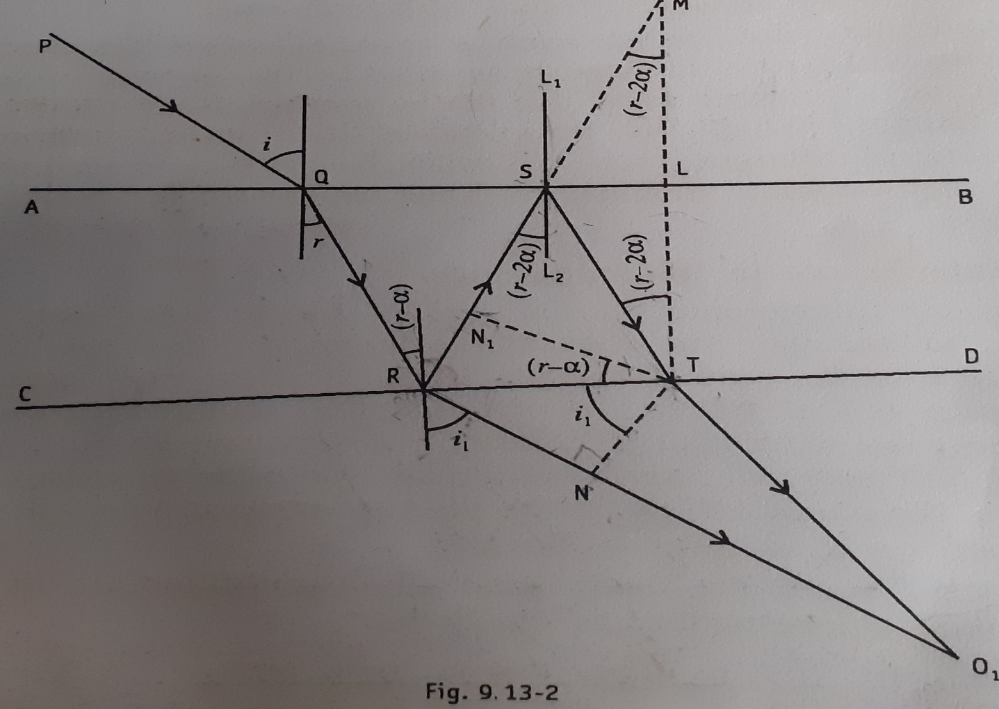 M
P
L₁
(r–2α)
i
Q
S
L
A
B
r
(r–2α)
(r–2α)
L₂
(r–α)
N₁
(r–α)
T
D
R
C
i₁
i₁
N
O₁
Fig. 9.13-2